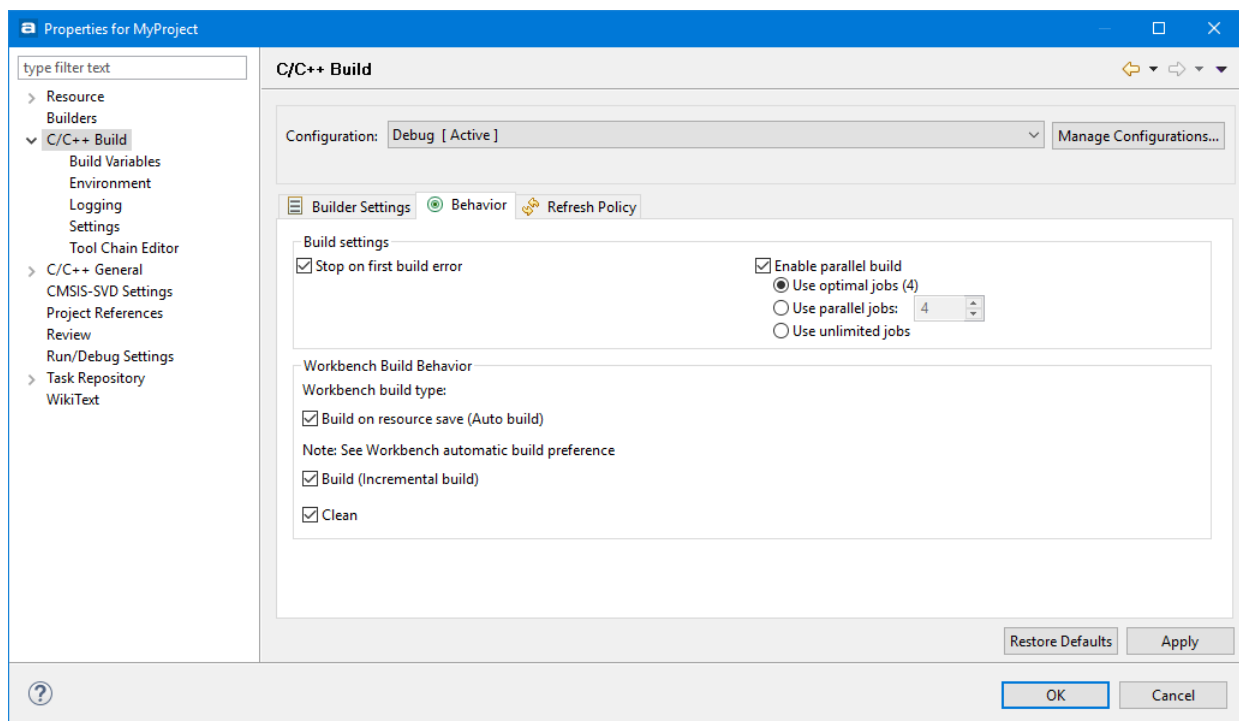 a Properties for MyProject
type filter text
Resource
Builders
C/C++ Build
Build Variables
Environment
Logging
Settings
Tool Chain Editor
C/C++ General
CMSIS-SVD Settings
Project References
Review
Run/Debug Settings
Task Repository
WikiText
C/C++ Build
Configuration: Debug [ Active ] Manage Configurations...
Builder Settings Behavior Refresh Policy
Build settings
Stop on first build error Enable parallel build
Use optimal jobs (4)
Use parallel jobs: 4
Use unlimited jobs
Workbench Build Behavior
Workbench build type:
Build on resource save (Auto build)
Note: See Workbench automatic build preference
Build (Incremental build)
Clean
Restore Defaults Apply
? OK Cancel